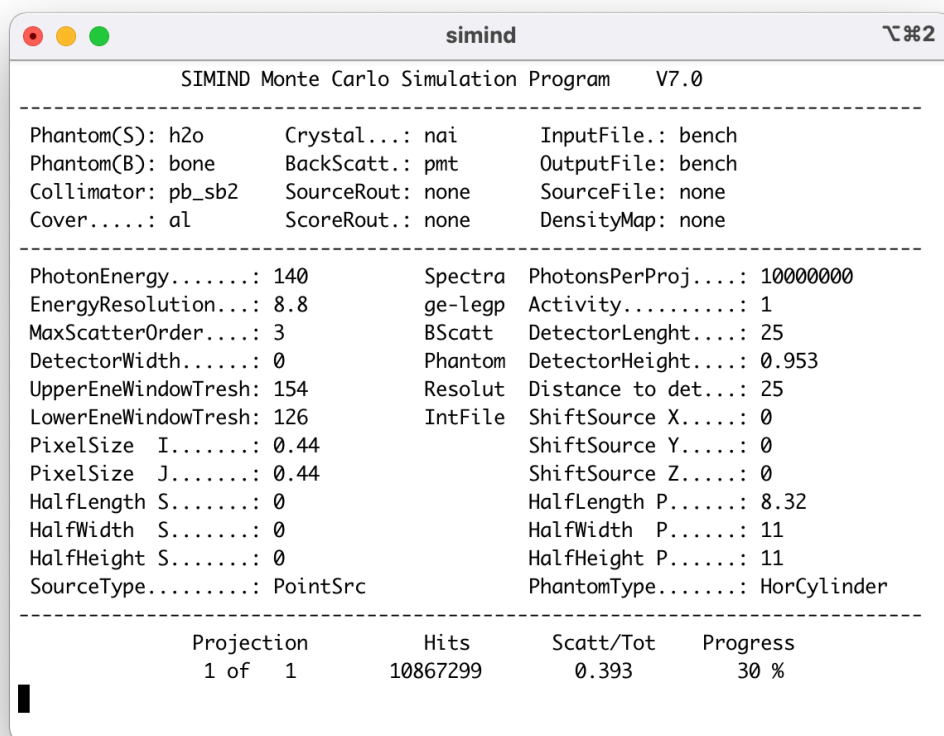 simind ⌥⌘2
SIMIND Monte Carlo Simulation Program V7.0
--------------------------------------------------------------------------------
Phantom(S): h2o Crystal...: nai InputFile.: bench
Phantom(B): bone BackScatt.: pmt OutputFile: bench
Collimator: pb_sb2 SourceRout: none SourceFile: none
Cover.....: al ScoreRout.: none DensityMap: none
--------------------------------------------------------------------------------
PhotonEnergy.......: 140 Spectra PhotonsPerProj....: 10000000
EnergyResolution...: 8.8 ge-legp Activity..........: 1
MaxScatterOrder....: 3 BScatt DetectorLenght....: 25
DetectorWidth......: 0 Phantom DetectorHeight....: 0.953
UpperEneWindowTresh: 154 Resolut Distance to det...: 25
LowerEneWindowTresh: 126 IntFile ShiftSource X.....: 0
PixelSize  I.......: 0.44 ShiftSource Y.....: 0
PixelSize  J.......: 0.44 ShiftSource Z.....: 0
HalfLength S.......: 0 HalfLength P......: 8.32
HalfWidth  S.......: 0 HalfWidth  P......: 11
HalfHeight S.......: 0 HalfHeight P......: 11
SourceType.........: PointSrc PhantomType.......: HorCylinder
--------------------------------------------------------------------------------
Projection Hits Scatt/Tot Progress
1 of 1 10867299 0.393 30 %